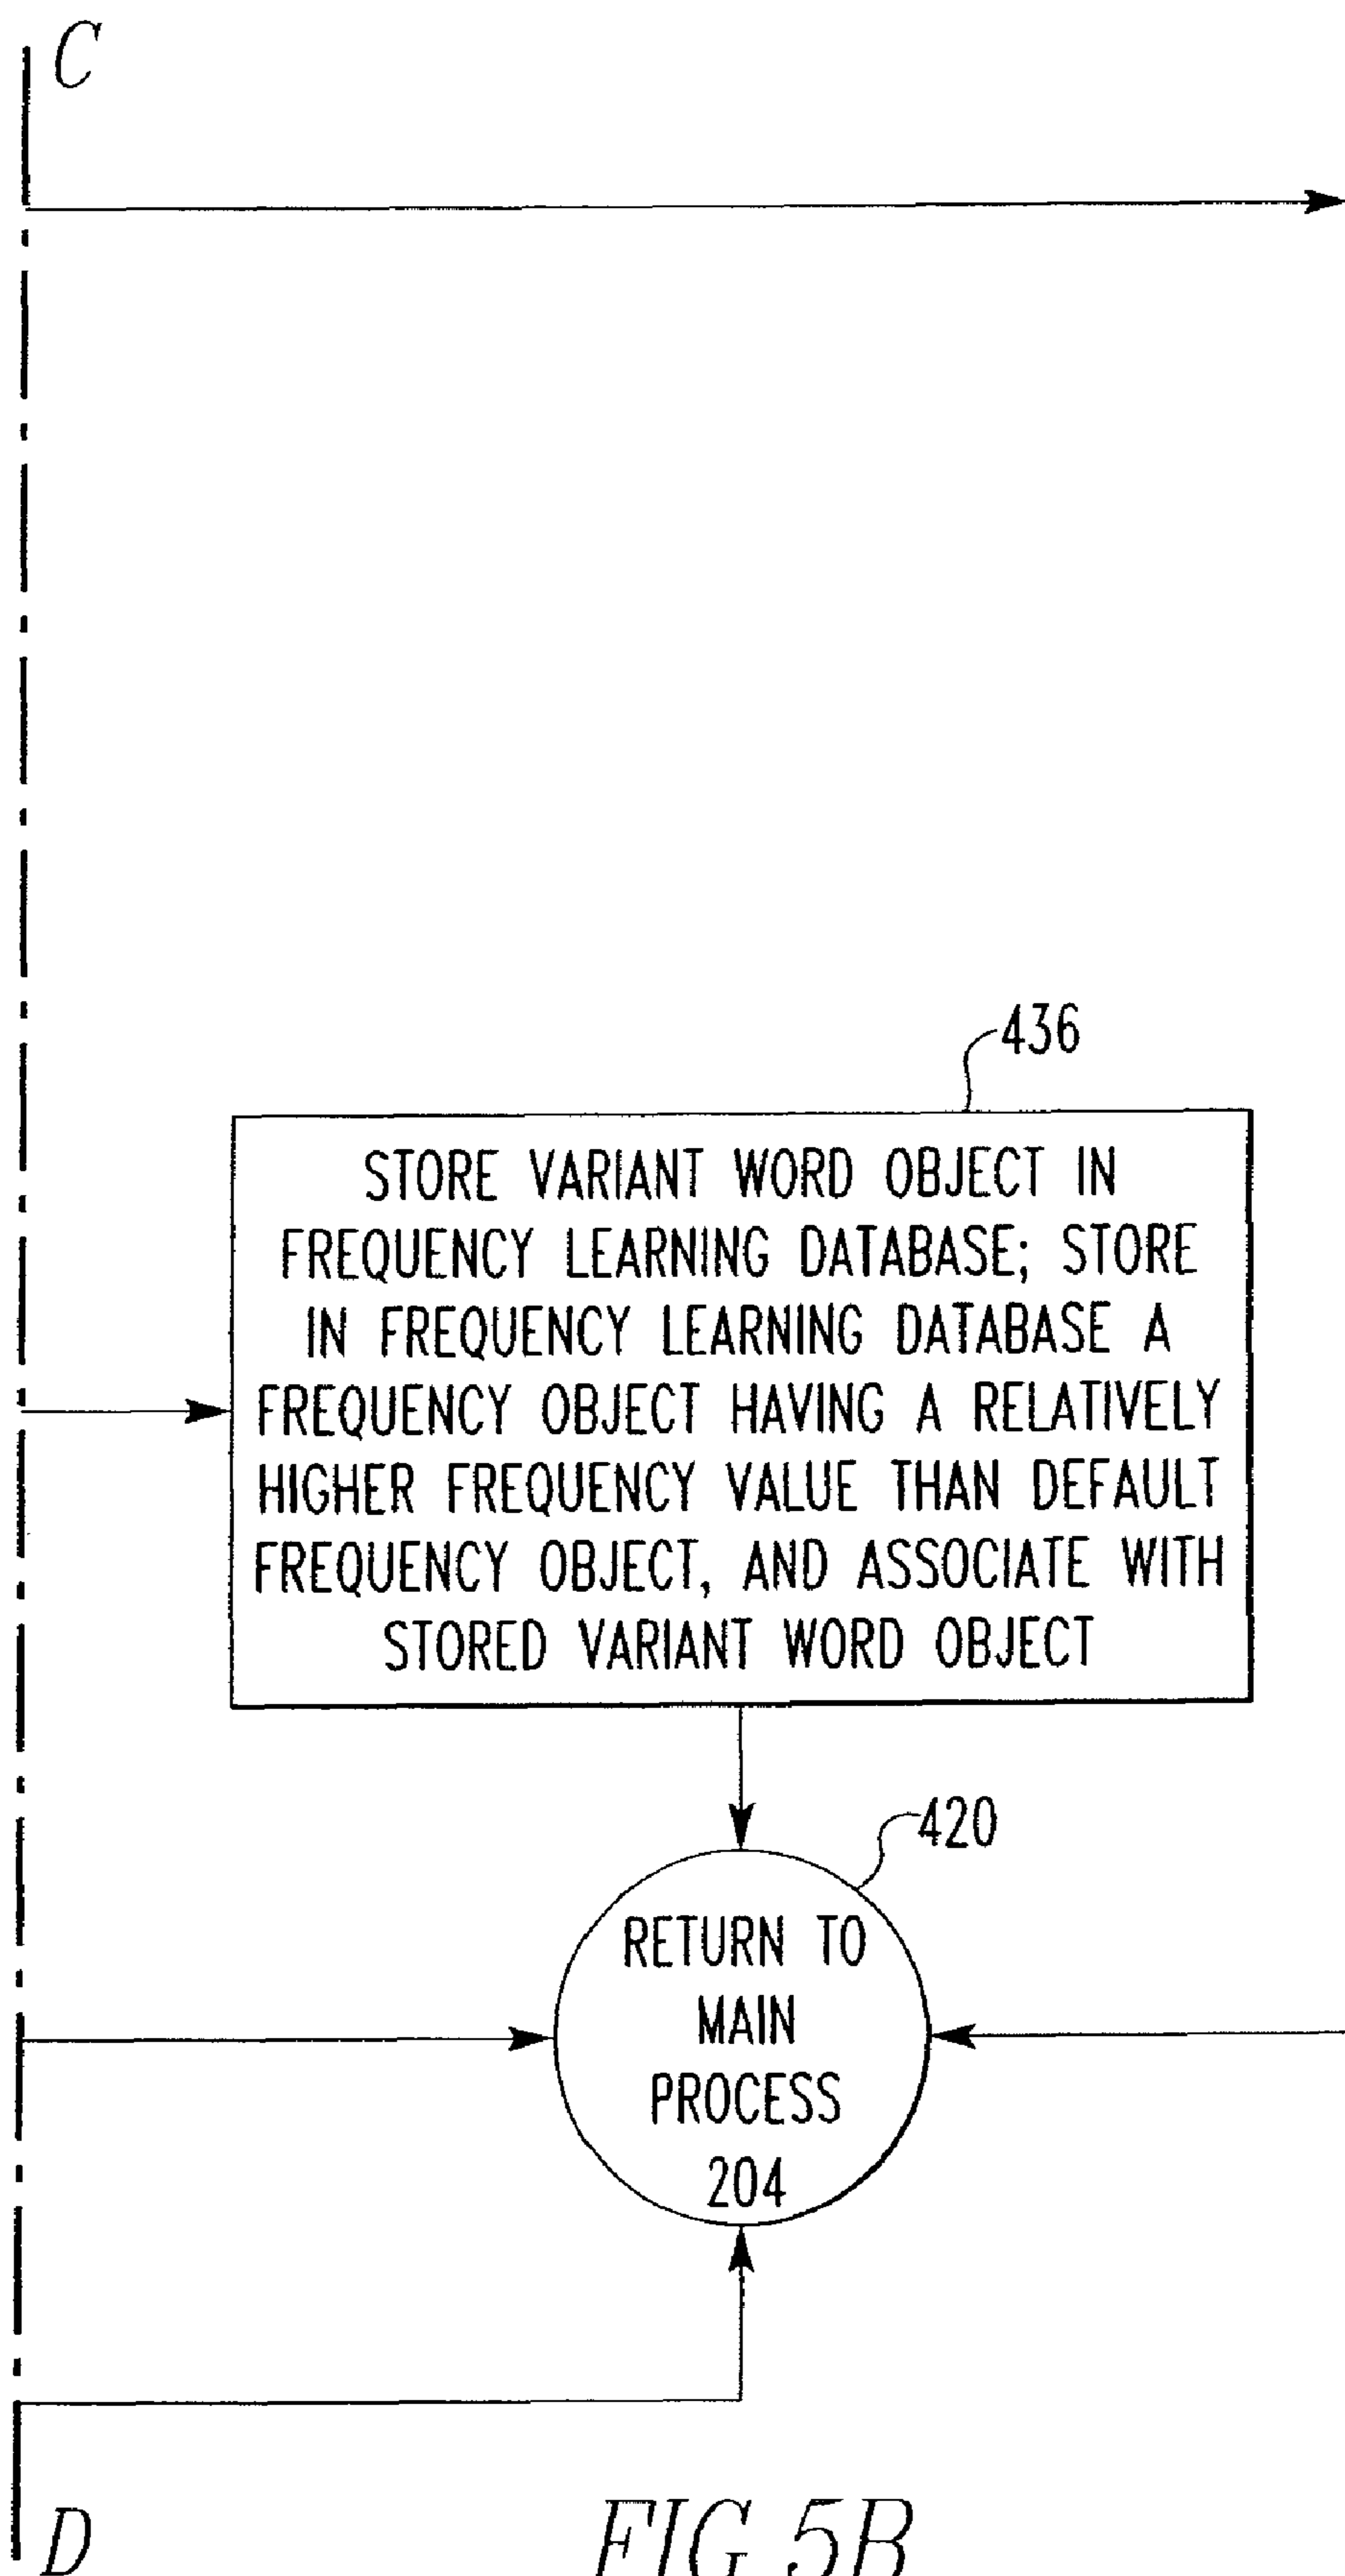 C
436
STORE VARIANT WORD OBJECT IN
FREQUENCY LEARNING DATABASE; STORE
IN FREQUENCY LEARNING DATABASE A
FREQUENCY OBJECT HAVING A RELATIVELY
HIGHER FREQUENCY VALUE THAN DEFAULT
FREQUENCY OBJECT, AND ASSOCIATE WITH
STORED VARIANT WORD OBJECT
420
RETURN TO
MAIN
PROCESS
204
D
FIG 5B